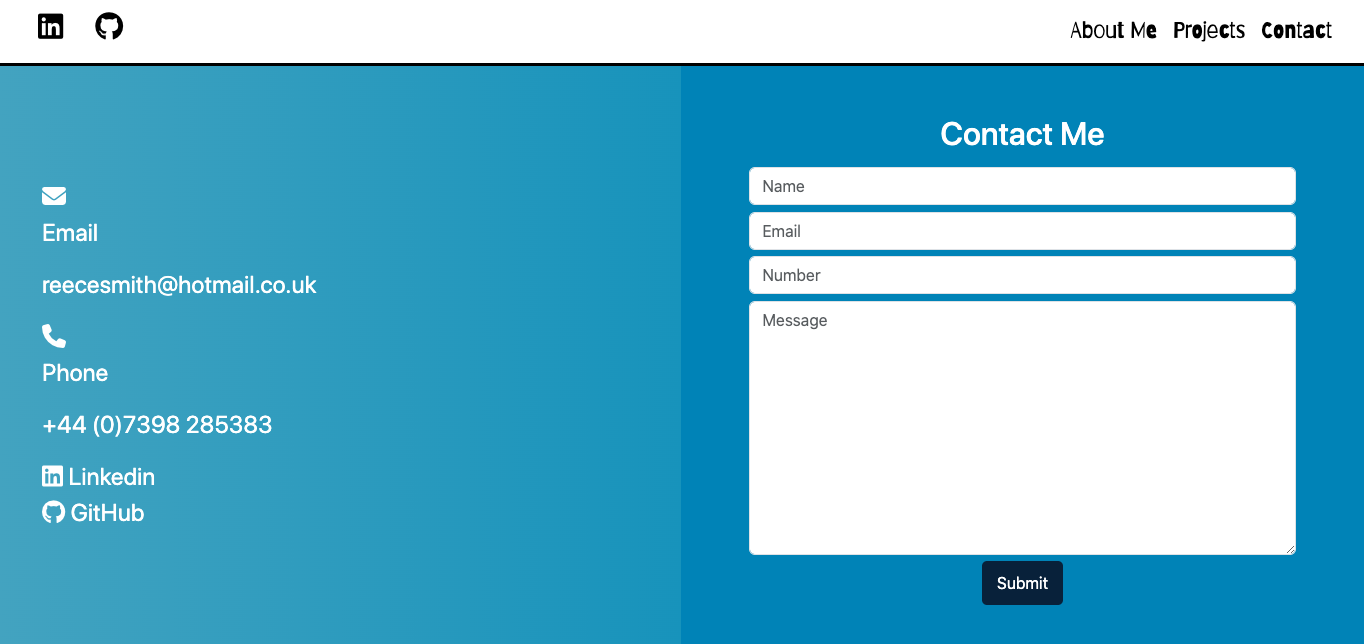 About Me Projects Contact
Email
reecesmith@hotmail.co.uk
Phone
+44 (0)7398 285383
Linkedin
GitHub
Contact Me
Name
Email
Number
Message
Submit